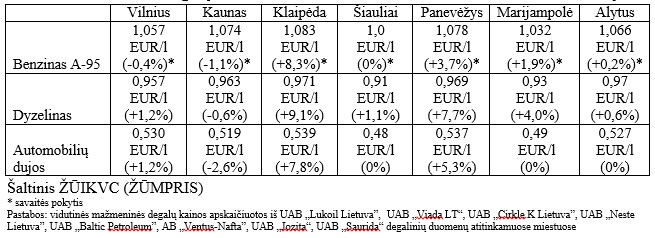 Vilnius Kaunas Klaipėda Šiauliai Panevėžys Marijampolė Alytus
1,057 1,074 1,083 1,0 1,078 1,032 1,066
EUR/l EUR/l EUR/l EUR/l EUR/l EUR/l EUR/l
Benzinas A-95 (-0,4%)* (-1,1%)* (+8,3%)* (0%)* (+3,7%)* (+1,9%)* (+0,2%)*
0,957 0,963 0,971 0,91 0,969 0,93 0,97
EUR/l EUR/l EUR/l EUR/l EUR/l EUR/l EUR/l
Dyzelinas (+1,2%) (-0,6%) (+9,1%) (+1,1%) (+7,7%) (+4,0%) (+0,6%)
0,530 0,519 0,539 0,48 0,537 0,49 0,527
Automobilių EUR/l EUR/l EUR/l EUR/l EUR/l EUR/l EUR/l
dujos (+1,2%) (-2,6%) (+7,8%) (0%) (+5,3%) (0%) (0%)
Šaltinis ŽŪIKVC (ŽŪMPRIS)
* savaitės pokytis
Pastabos: vidutinės mažmeninės degalų kainos apskaičiuotos iš UAB „Lukoil Lietuva”, UAB „Viada LT“, UAB „Cirkle K Lietuva”, UAB „Neste
Lietuva”, UAB „Baltic Petroleum”, AB „Ventus-Nafta”, UAB „Jozita”, UAB „Saurida” degalinių duomenų atitinkamuose miestuose